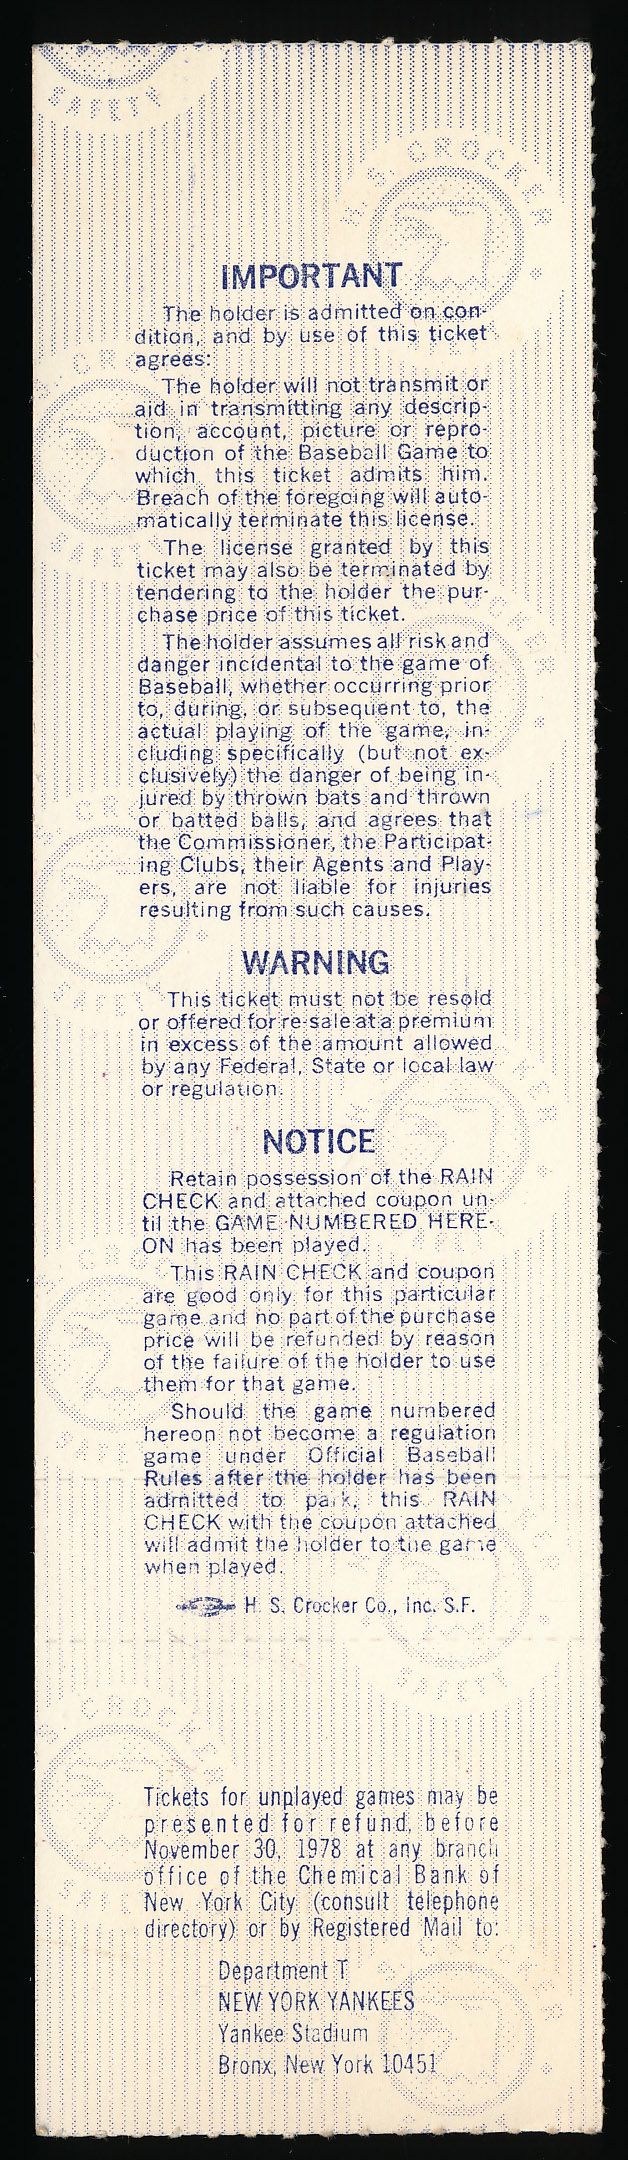 SAFETY
H.S. CROCKER
IMPORTANT
The holder is admitted on con-
dition, and by use of this ticket
agrees:
The holder will not transmit or
aid in transmitting any descrip-
tion, account, picture or repro-
duction of the Baseball Game to
which this ticket admits him.
Breach of the foregoing will auto-
matically terminate this license.
The license granted by this
ticket may also be terminated by
tendering to the holder the pur-
chase price of this ticket.
The holder assumes all risk and
danger incidental to the game of
Baseball, whether occurring prior
to, during, or subsequent to, the
actual playing of the game, in-
cluding specifically (but not ex-
clusively) the danger of being in-
jured by thrown bats and thrown
or batted balls, and agrees that
the Commissioner, the Participat-
ing Clubs, their Agents and Play-
ers, are not liable for injuries
resulting from such causes.
WARNING
This ticket must not be resold
or offered for re-sale at a premium
in excess of the amount allowed
by any Federal, State or local law
or regulation.
NOTICE
Retain possession of the RAIN
CHECK and attached coupon un-
til the GAME NUMBERED HERE-
ON has been played.
This RAIN CHECK and coupon
are good only for this particular
game and no part of the purchase
price will be refunded by reason
of the failure of the holder to use
them for that game.
Should the game numbered
hereon not become a regulation
game under Official Baseball
Rules after the holder has been
admitted to park, this RAIN
CHECK with the coupon attached
will admit the holder to the game
when played.
H. S. Crocker Co., Inc. S.F.
SAFETY
CROCKER
Tickets for unplayed games may be
presented for refund, before
November 30, 1978 at any branch
office of the Chemical Bank of
New York City (consult telephone
directory) or by Registered Mail to:
Department T
NEW YORK YANKEES
Yankee Stadium
Bronx, New York 10451